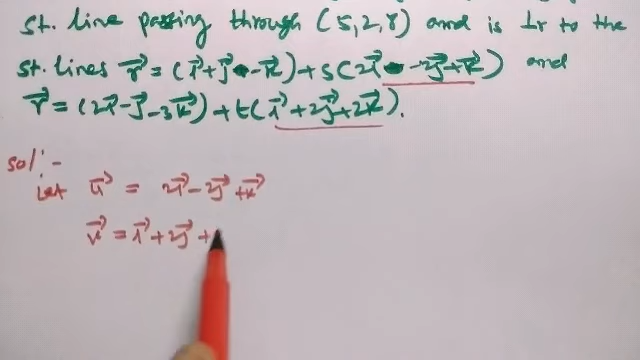 st. line passing through (5,2,8) and is ⊥r to the
st. lines r⃗ = (i⃗+j⃗-k⃗)+s(2i⃗-2j⃗+k⃗) and
r⃗ = (2i⃗-j⃗-3k⃗)+t(i⃗+2j⃗+2k⃗).
sol:-
let u⃗ = 2i⃗-2j⃗+k⃗
v⃗ = i⃗+2j⃗+